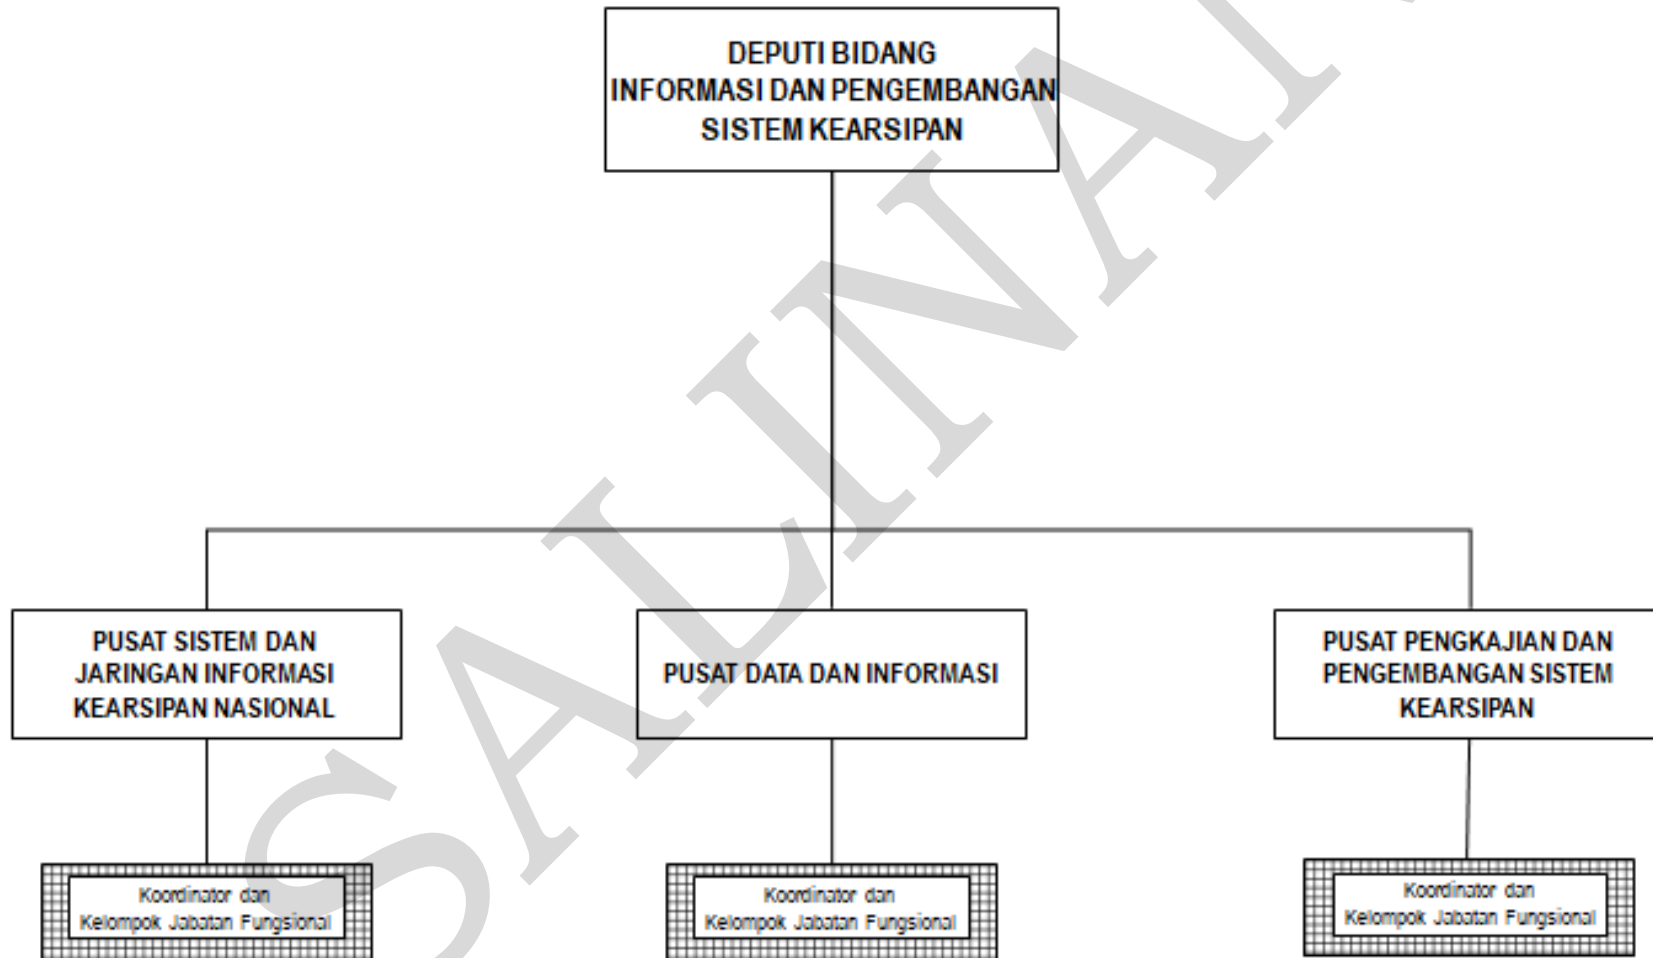 DEPUTI BIDANG
INFORMASI DAN PENGEMBANGAN
SISTEM KEARSIPAN
PUSAT SISTEM DAN
JARINGAN INFORMASI
KEARSIPAN NASIONAL
PUSAT DATA DAN INFORMASI
PUSAT PENGKAJIAN DAN
PENGEMBANGAN SISTEM
KEARSIPAN
Koordinator dan
Kelompok Jabatan Fungsional
Koordinator dan
Kelompok Jabatan Fungsional
Koordinator dan
Kelompok Jabatan Fungsional
SALINAN